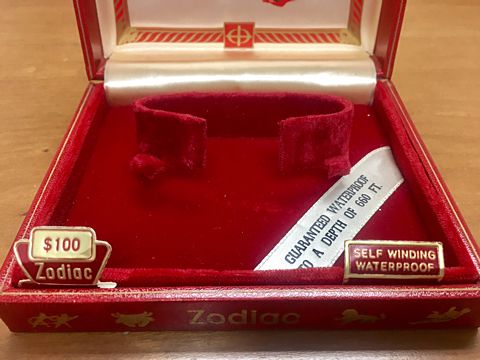 GUARANTEED WATERPROOF
TO A DEPTH OF 660 FT.
$100
Zodiac
SELF WINDING
WATERPROOF
Zodiac